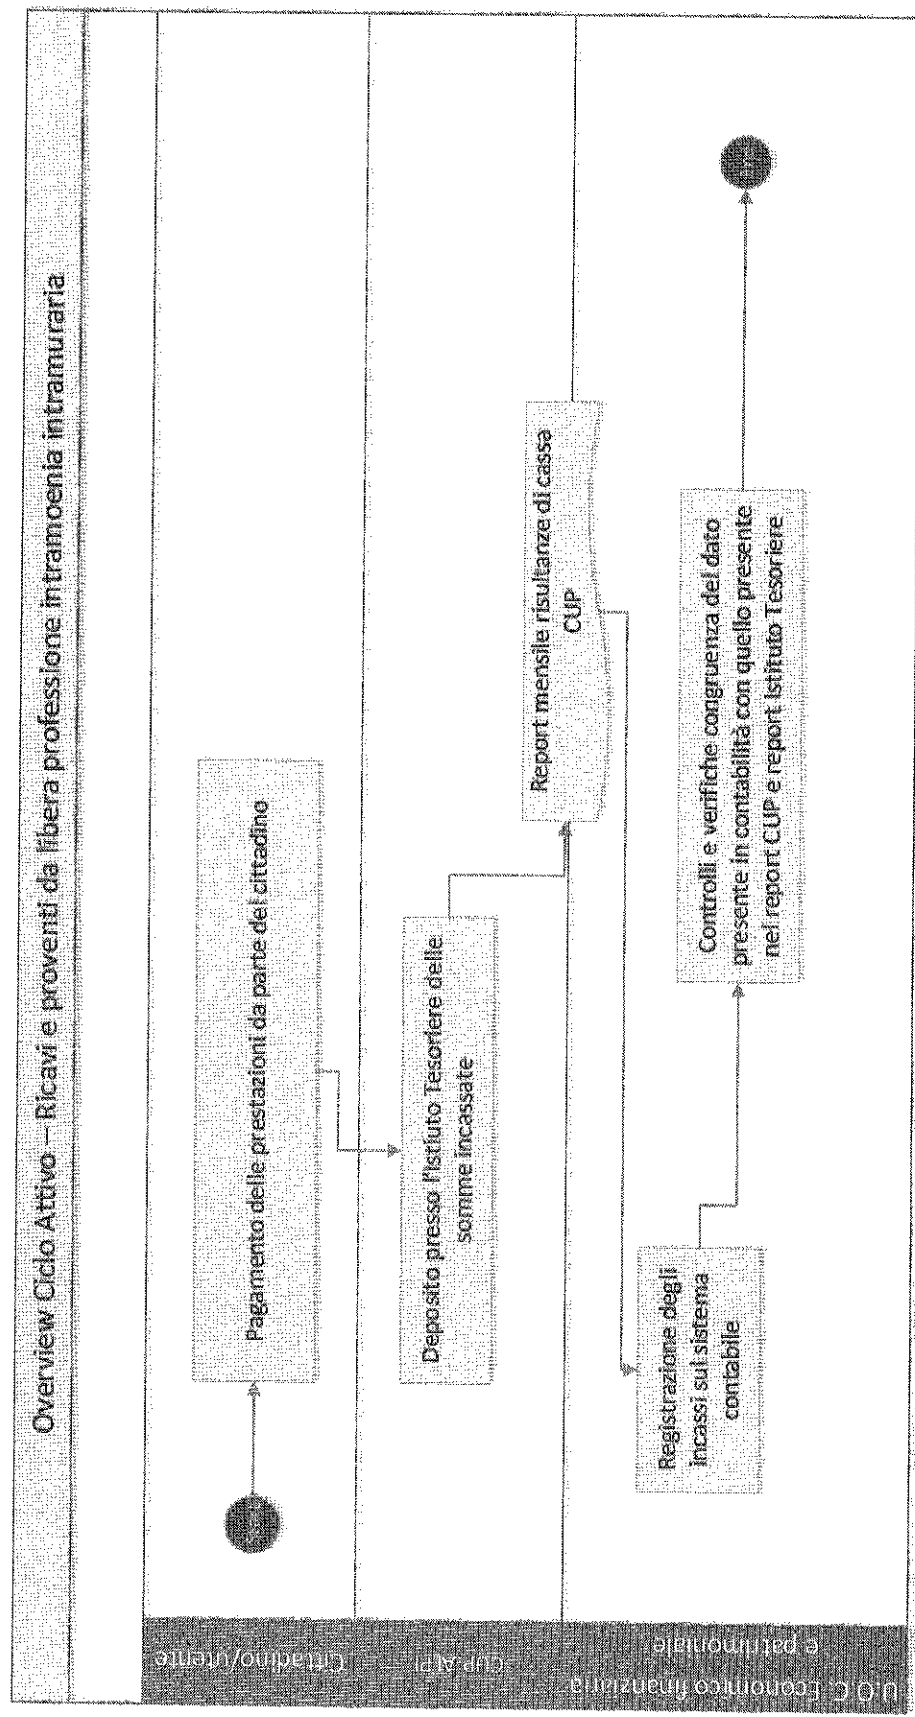 Overview Ciclo Attivo – Ricavi e proventi da libera professione intramoenia intramuraria
Cittadino/utente
Pagamento delle prestazioni da parte del cittadino
CUP ALPI
Deposito presso l'Istiuto Tesoriere delle
somme incassate
Report mensile risultanze di cassa
CUP
U.O.C. Economico finanziaria
e patrimoniale
Registrazione degli
incassi sul sistema
contabile
Controlli e verifiche congruenza del dato
presente in contabilità con quello presente
nel report CUP e report Istituto Tesoriere